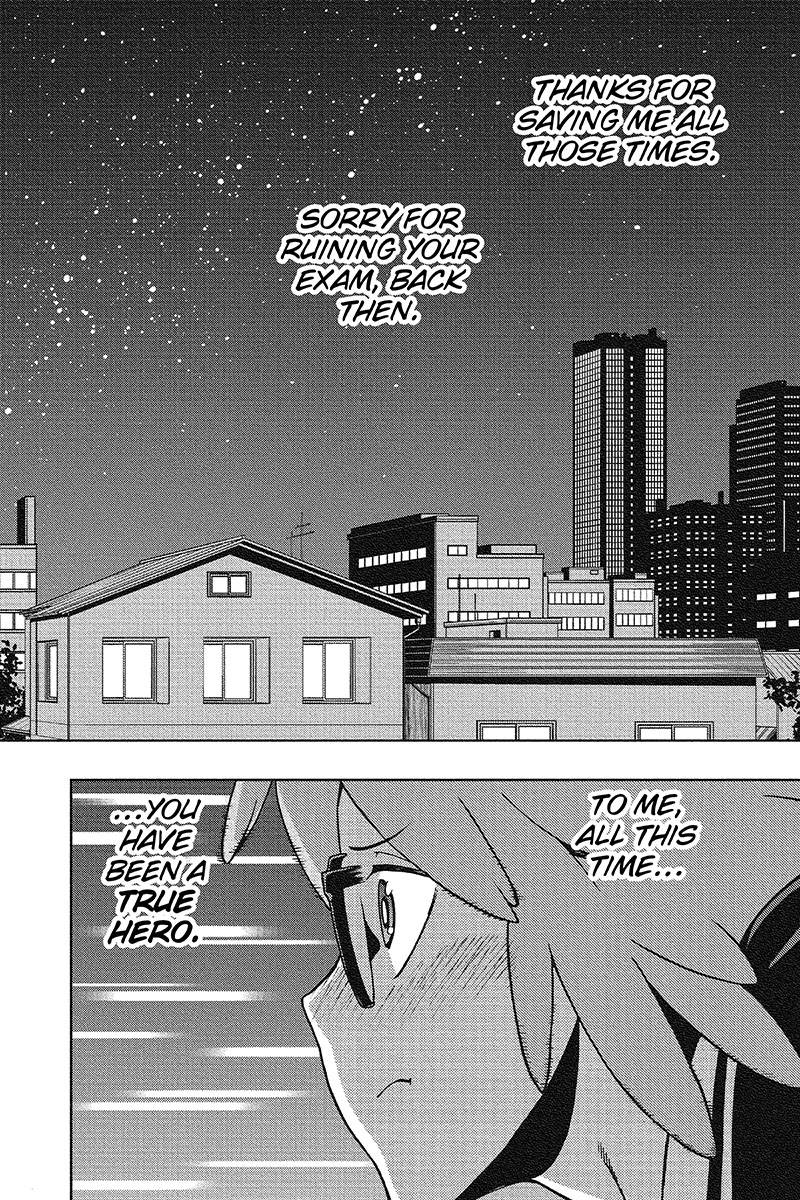 THANKS FOR
SAVING ME ALL
THOSE TIMES.
SORRY FOR
RUINING YOUR
EXAM, BACK
THEN.
TO ME,
ALL THIS
TIME...
...YOU
HAVE
BEEN A
TRUE
HERO.